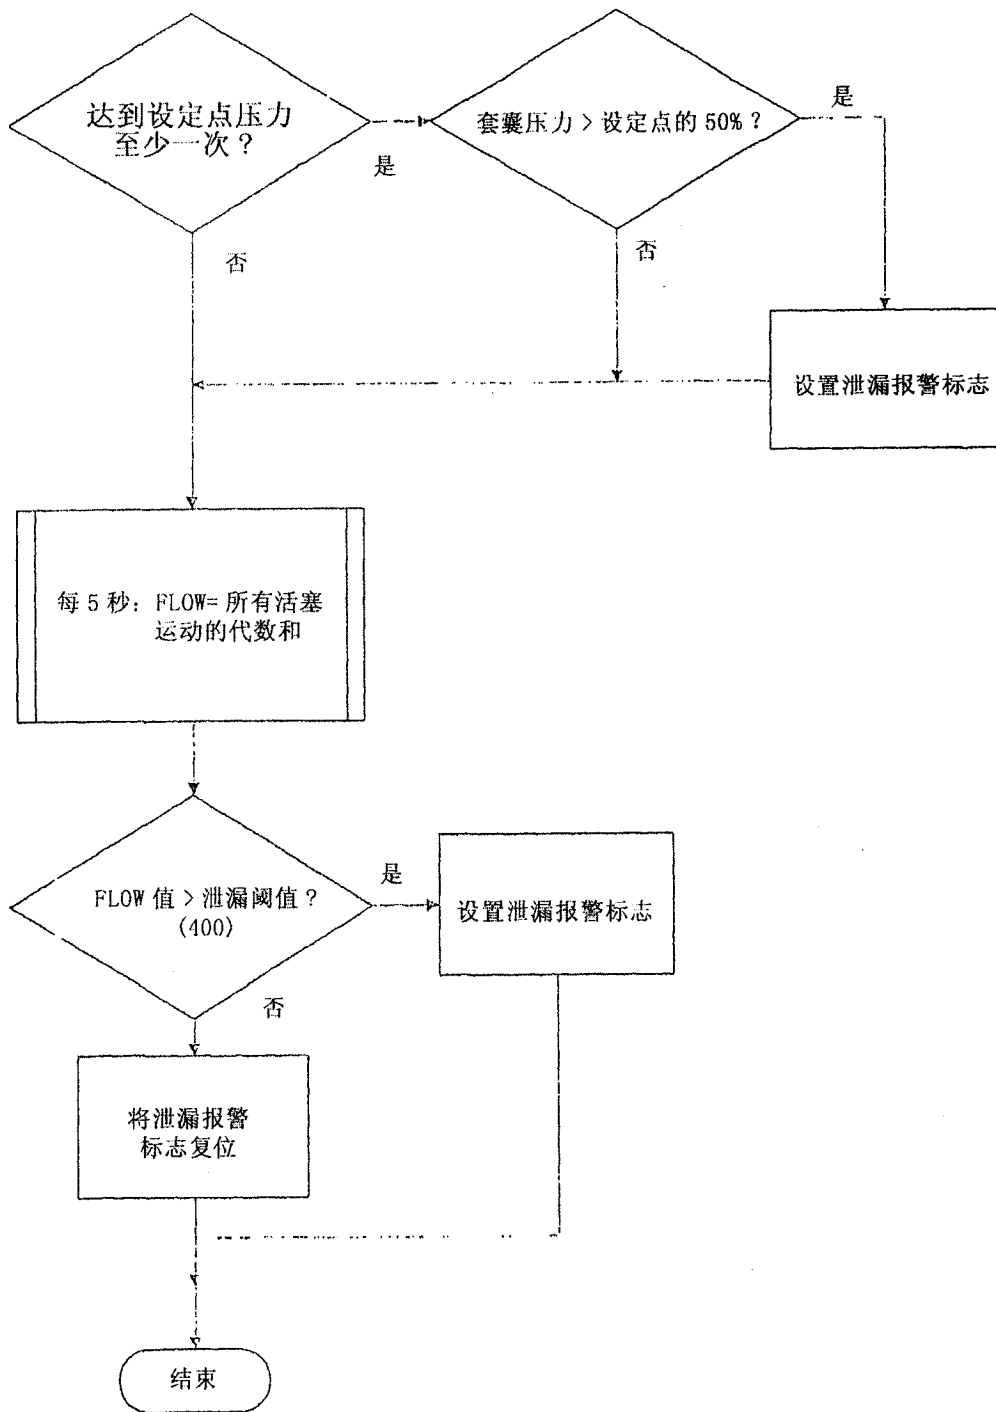 达到设定点压力
至少一次?
是
套囊压力 > 设定点的 50% ?
是
否
否
设置泄漏报警标志
每 5 秒: FLOW= 所有活塞
运动的代数和
FLOW 值 > 泄漏阈值 ?
(400)
是
设置泄漏报警标志
否
将泄漏报警
标志复位
结束